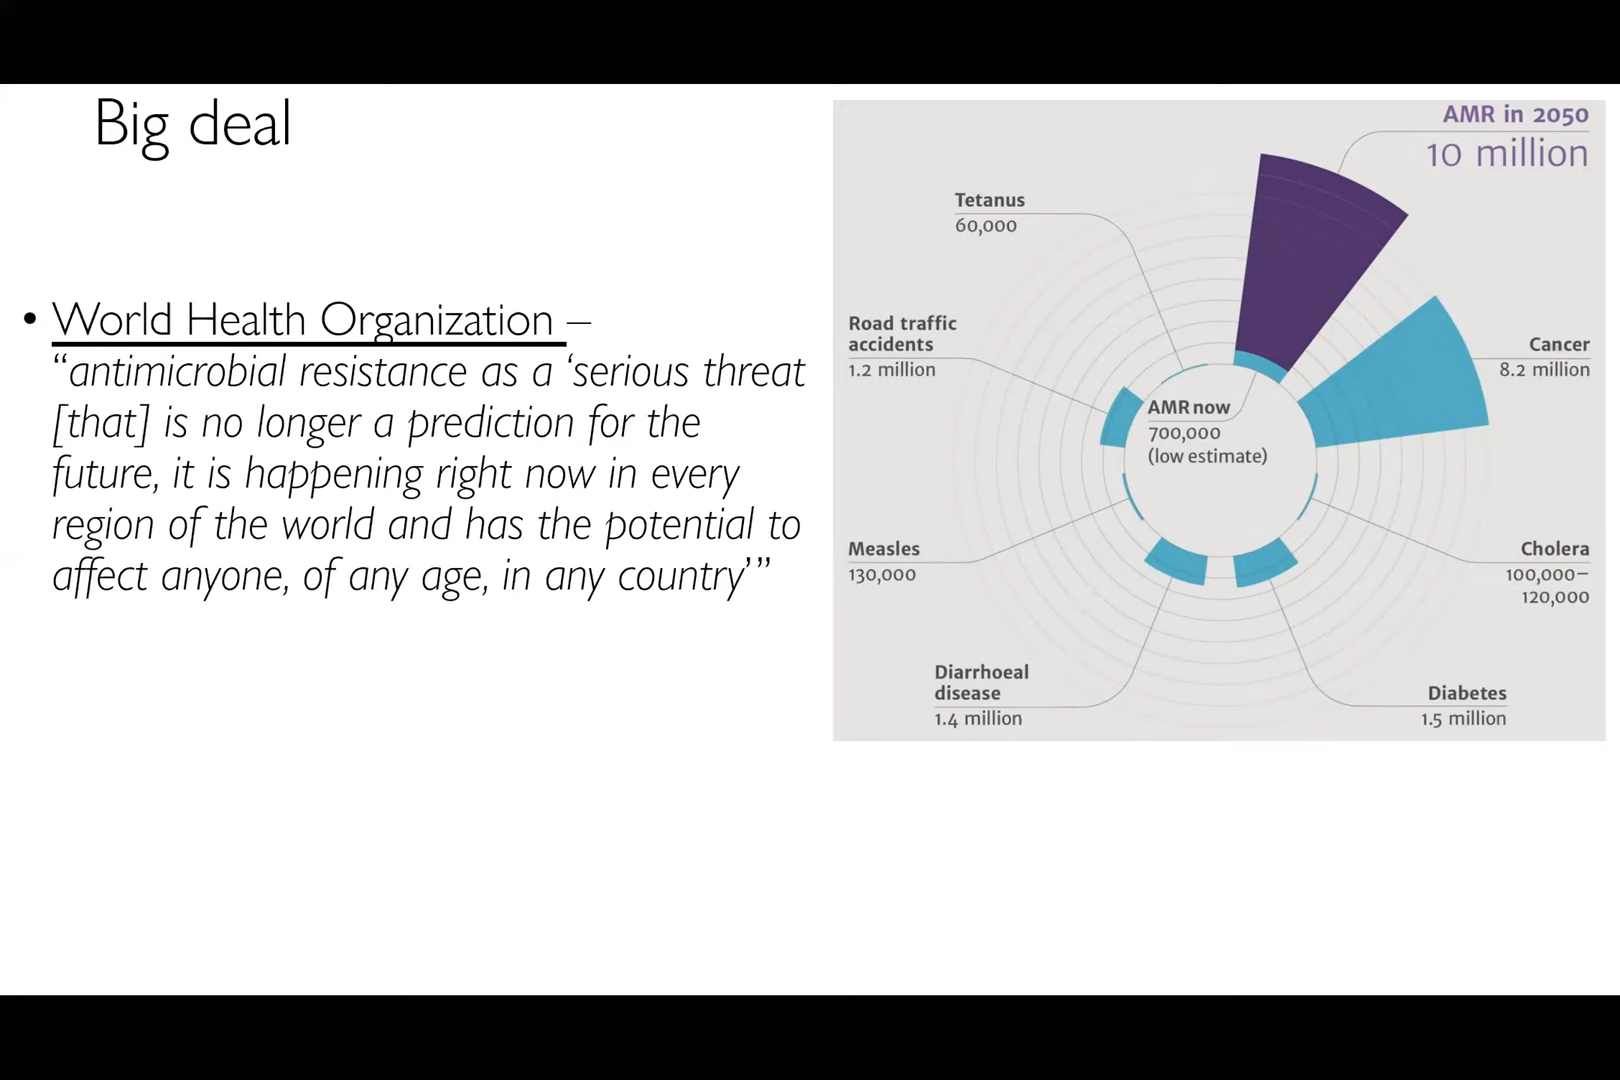 Big deal
• World Health Organization –
“antimicrobial resistance as a ‘serious threat
[that] is no longer a prediction for the
future, it is happening right now in every
region of the world and has the potential to
affect anyone, of any age, in any country’”
AMR in 2050
10 million
Tetanus
60,000
Road traffic
accidents
1.2 million
Cancer
8.2 million
AMR now
700,000
(low estimate)
Measles
130,000
Cholera
100,000–
120,000
Diarrhoeal
disease
1.4 million
Diabetes
1.5 million